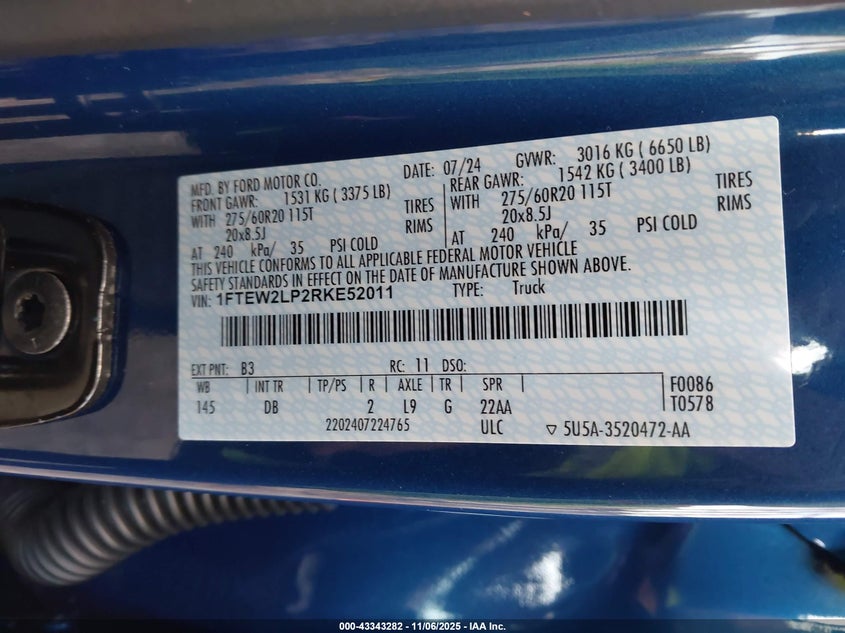 MFD. BY FORD MOTOR CO. DATE: 07/24 GVWR: 3016 KG ( 6650 LB)
FRONT GAWR: 1531 KG ( 3375 LB) REAR GAWR: 1542 KG ( 3400 LB)
WITH 275/60R20 115T TIRES WITH 275/60R20 115T TIRES
20x8.5J RIMS 20x8.5J RIMS
AT 240 kPa/ 35 PSI COLD AT 240 kPa/ 35 PSI COLD
THIS VEHICLE CONFORMS TO ALL APPLICABLE FEDERAL MOTOR VEHICLE
SAFETY STANDARDS IN EFFECT ON THE DATE OF MANUFACTURE SHOWN ABOVE.
VIN: 1FTEW2LP2RKE52011 TYPE: Truck
EXT PNT: B3 RC: 11 DSO:
WB INT TR TP/PS R AXLE TR SPR F0086
145 DB 2 L9 G 22AA T0578
2202407224765 ULC ▽ 5U5A-3520472-AA
000-43343282 - 11/06/2025 - IAA Inc.